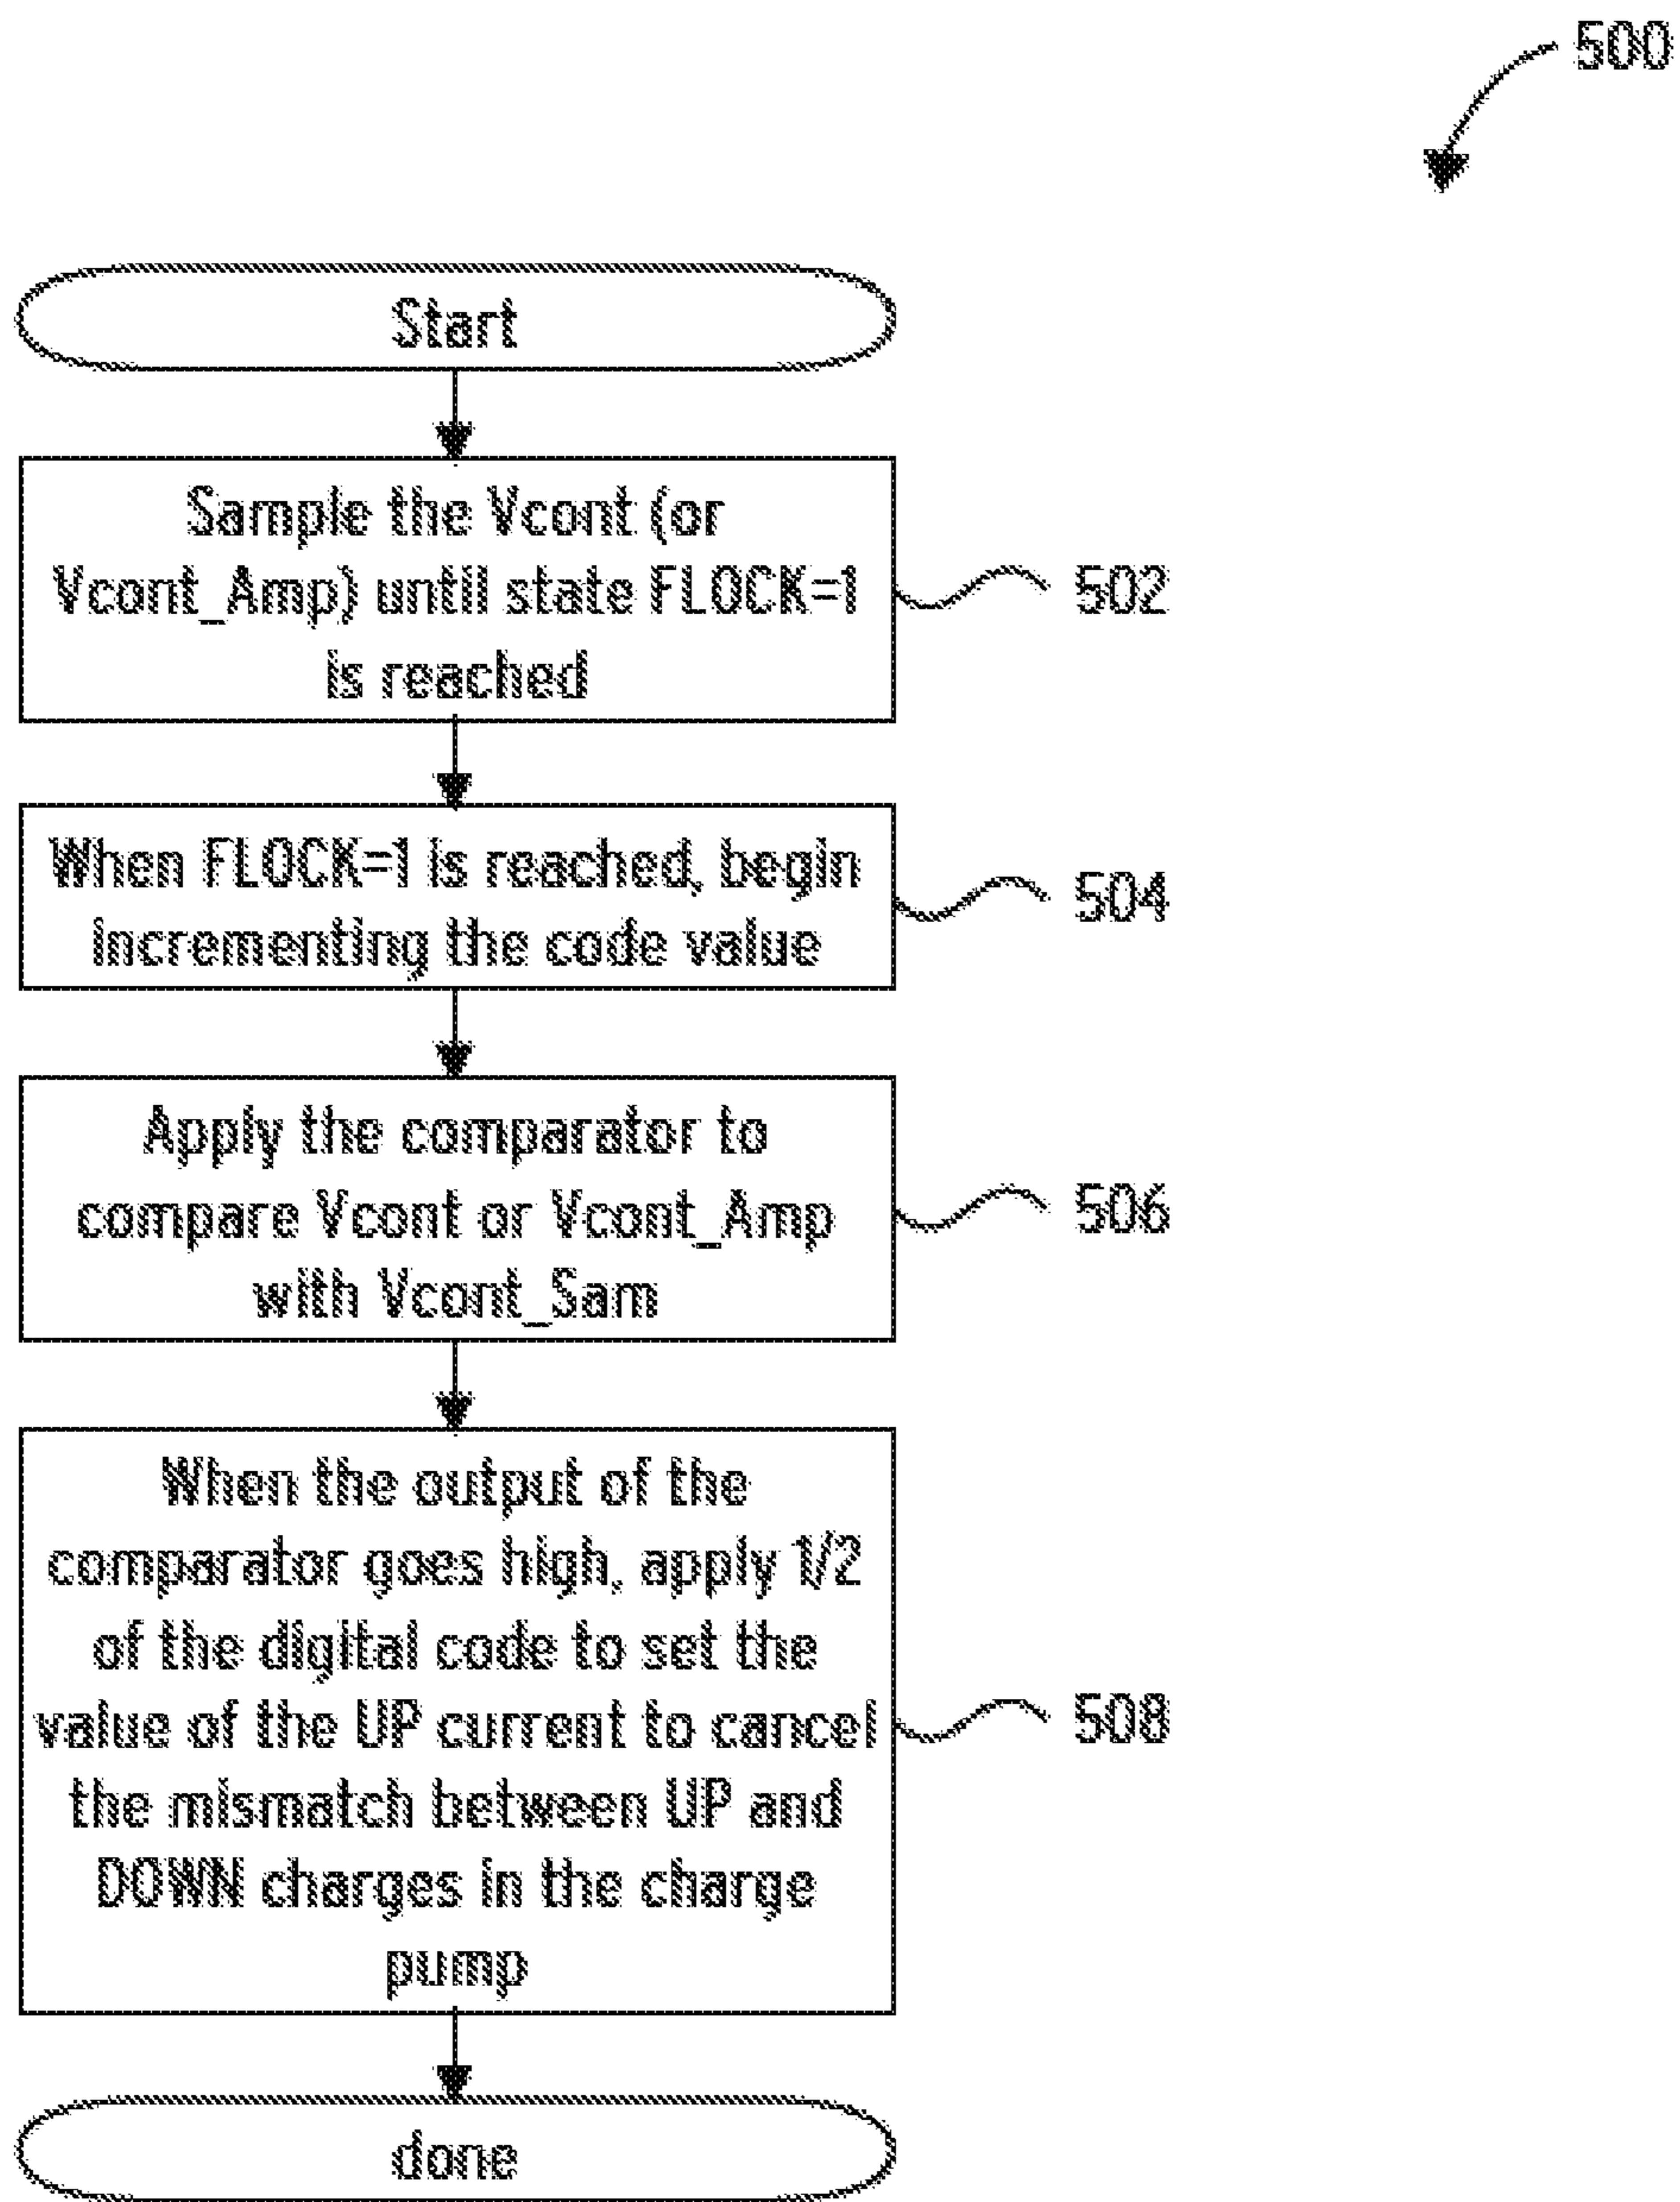 500
Start
Sample the Vcont (or
Vcont_Amp) until state FLOCK=1
is reached
502
When FLOCK=1 is reached, begin
incrementing the code value
504
Apply the comparator to
compare Vcont or Vcont_Amp
with Vcont_Sam
506
When the output of the
comparator goes high, apply 1/2
of the digital code to set the
value of the UP current to cancel
the mismatch between UP and
DOWN charges in the charge
pump
508
done